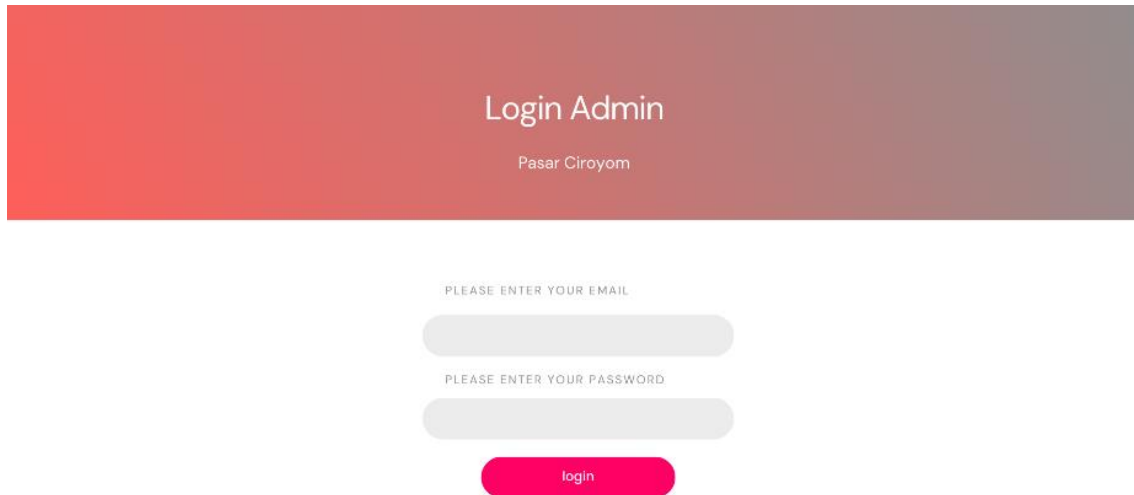 Login Admin
Pasar Ciroyom
PLEASE ENTER YOUR EMAIL
PLEASE ENTER YOUR PASSWORD
login